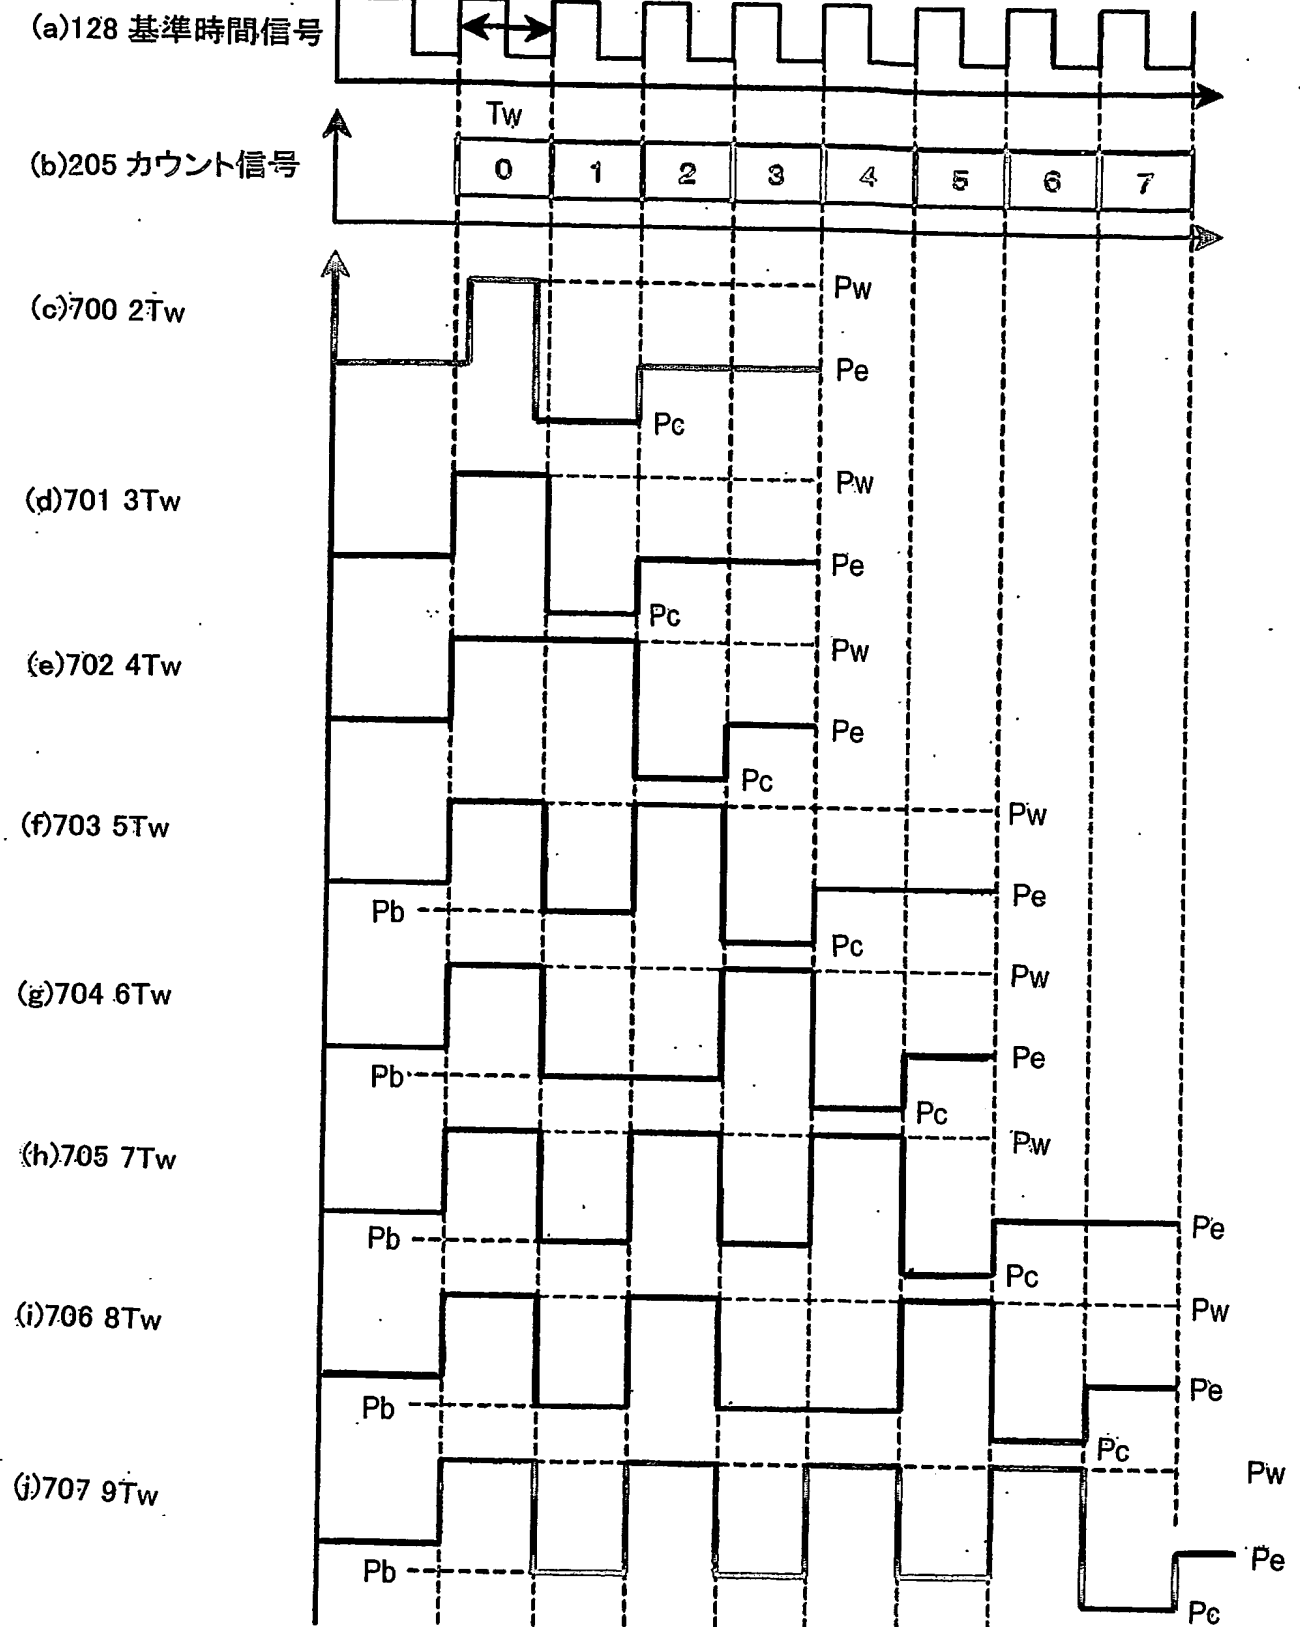 (a)128 基準時間信号
Tw
(b)205 カウント信号
0 1 2 3 4 5 6 7
(c)700 2Tw
Pw
Pe
Pc
(d)701 3Tw
Pw
Pe
Pc
(e)702 4Tw
Pw
Pe
Pc
(f)703 5Tw
Pw
Pb
Pe
Pc
(g)704 6Tw
Pw
Pb
Pe
Pc
(h)705 7Tw
Pw
Pb
Pe
Pc
(i)706 8Tw
Pw
Pb
Pe
Pc
(j)707 9Tw
Pw
Pb
Pe
Pc